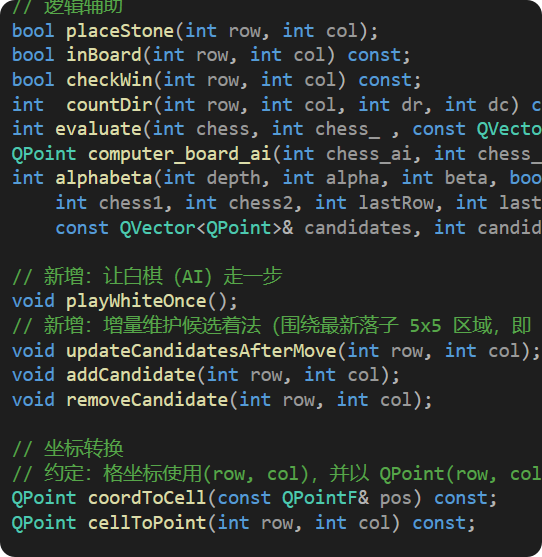 // 逻辑辅助
bool placeStone(int row, int col);
bool inBoard(int row, int col) const;
bool checkWin(int row, int col) const;
int  countDir(int row, int col, int dr, int dc) c
int evaluate(int chess, int chess_ , const QVecto
QPoint computer_board_ai(int chess_ai, int chess_
int alphabeta(int depth, int alpha, int beta, boo
    int chess1, int chess2, int lastRow, int last
    const QVector<QPoint>& candidates, int candid
// 新增：让白棋（AI）走一步
void playWhiteOnce();
// 新增：增量维护候选着法（围绕最新落子 5x5 区域，即
void updateCandidatesAfterMove(int row, int col);
void addCandidate(int row, int col);
void removeCandidate(int row, int col);
// 坐标转换
// 约定：格坐标使用(row, col)，并以 QPoint(row, col
QPoint coordToCell(const QPointF& pos) const;
QPoint cellToPoint(int row, int col) const;